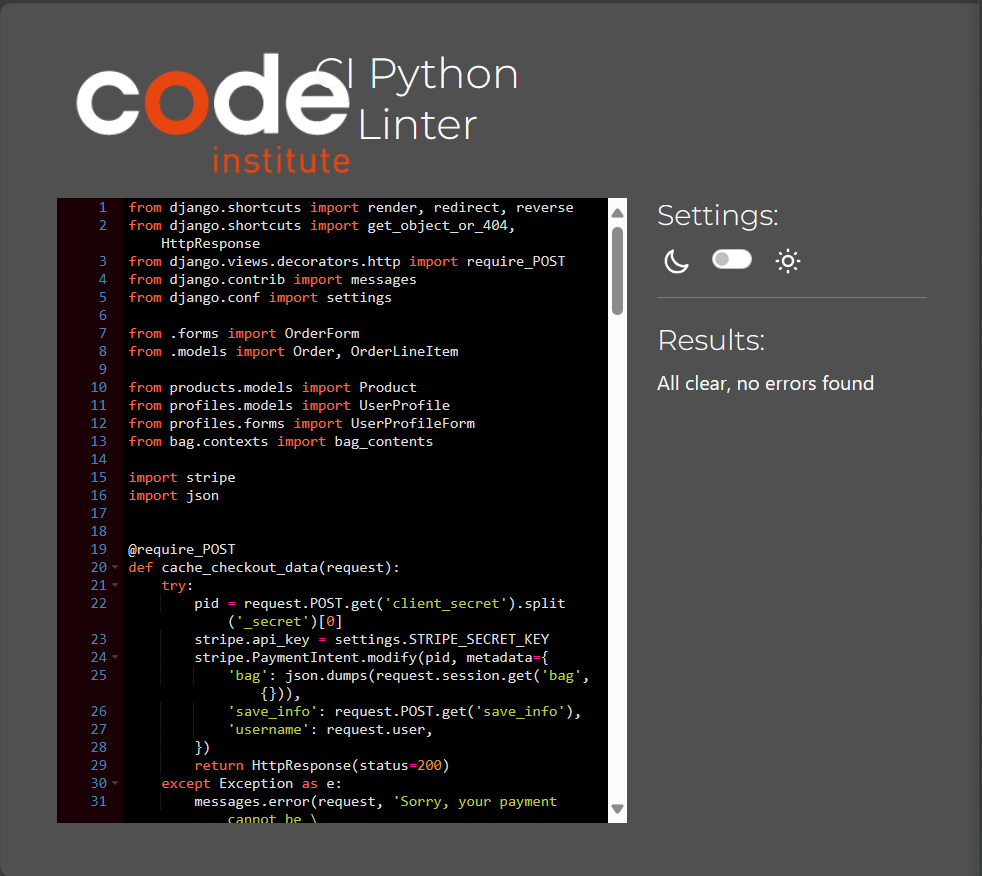 code
institute
CI Python
Linter
1 from django.shortcuts import render, redirect, reverse
2 from django.shortcuts import get_object_or_404,
HttpResponse
3 from django.views.decorators.http import require_POST
4 from django.contrib import messages
5 from django.conf import settings
6
7 from .forms import OrderForm
8 from .models import Order, OrderLineItem
9
10 from products.models import Product
11 from profiles.models import UserProfile
12 from profiles.forms import UserProfileForm
13 from bag.contexts import bag_contents
14
15 import stripe
16 import json
17
18
19 @require_POST
20 def cache_checkout_data(request):
21 try:
22 pid = request.POST.get('client_secret').split
('_secret')[0]
23 stripe.api_key = settings.STRIPE_SECRET_KEY
24 stripe.PaymentIntent.modify(pid, metadata={
25 'bag': json.dumps(request.session.get('bag',
{})),
26 'save_info': request.POST.get('save_info'),
27 'username': request.user,
28 })
29 return HttpResponse(status=200)
30 except Exception as e:
31 messages.error(request, 'Sorry, your payment
cannot be \
Settings:
Results:
All clear, no errors found